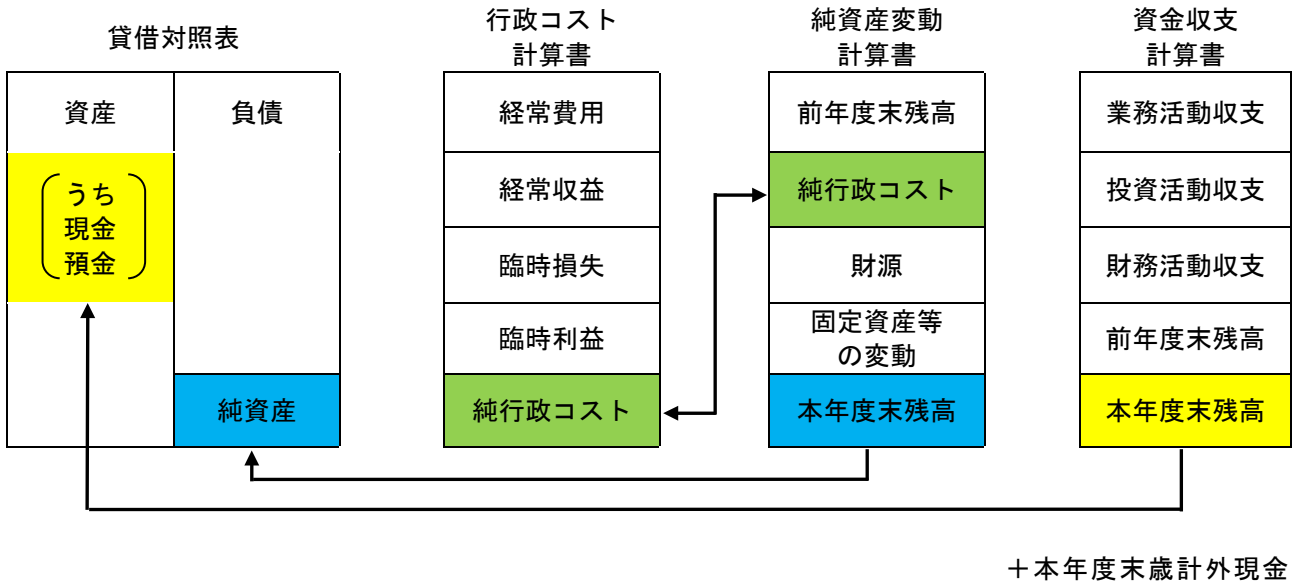 貸借対照表
資産
負債
うち
現金
預金
純資産
行政コスト
計算書
経常費用
経常収益
臨時損失
臨時利益
純行政コスト
純資産変動
計算書
前年度末残高
純行政コスト
財源
固定資産等
の変動
本年度末残高
資金収支
計算書
業務活動収支
投資活動収支
財務活動収支
前年度末残高
本年度末残高
＋本年度末歳計外現金